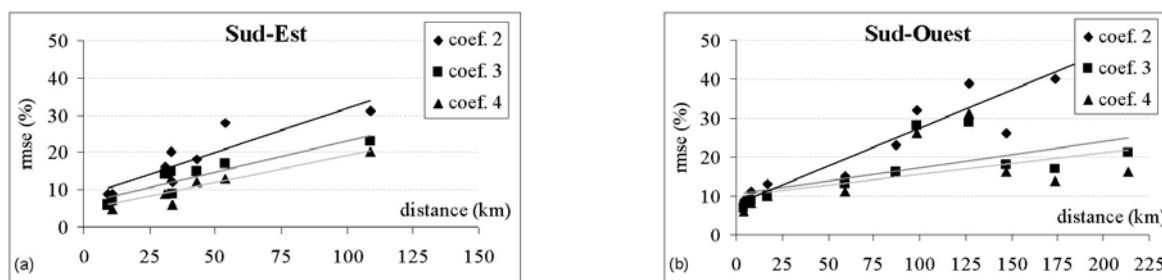 Sud-Est
50
40
30
20
10
0
rmse (%)
coef. 2
coef. 3
coef. 4
distance (km)
0 25 50 75 100 125 150
(a)
Sud-Ouest
50
40
30
20
10
0
rmse (%)
coef. 2
coef. 3
coef. 4
distance (km)
0 25 50 75 100 125 150 175 200 225
(b)